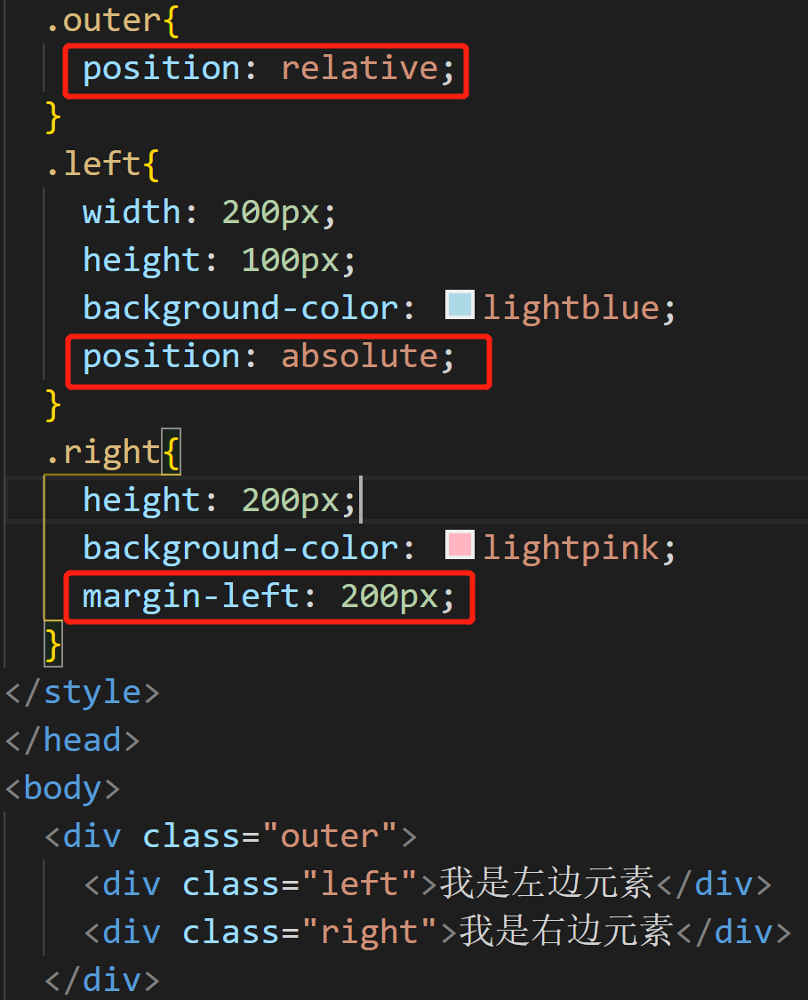 .outer{
position: relative;
}
.left{
width: 200px;
height: 100px;
background-color: lightblue;
position: absolute;
}
.right{
height: 200px;
background-color: lightpink;
margin-left: 200px;
}
</style>
</head>
<body>
<div class="outer">
<div class="left">我是左边元素</div>
<div class="right">我是右边元素</div>
</div>